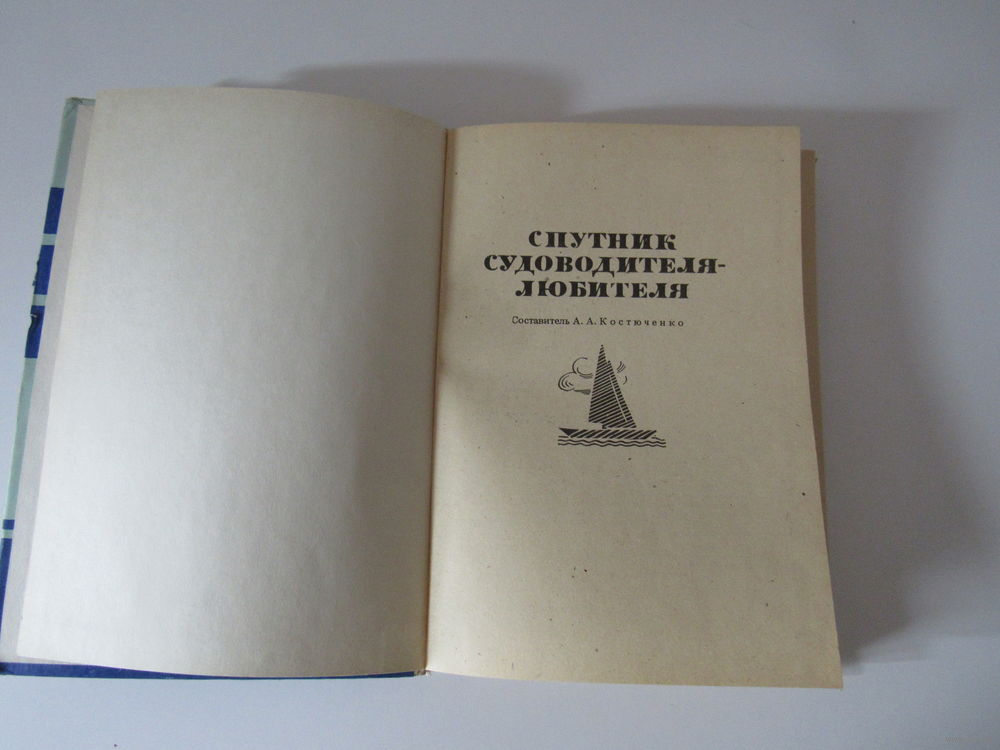 СПУТНИК
СУДОВОДИТЕЛЯ-
ЛЮБИТЕЛЯ
Составитель А. А. Костюченко